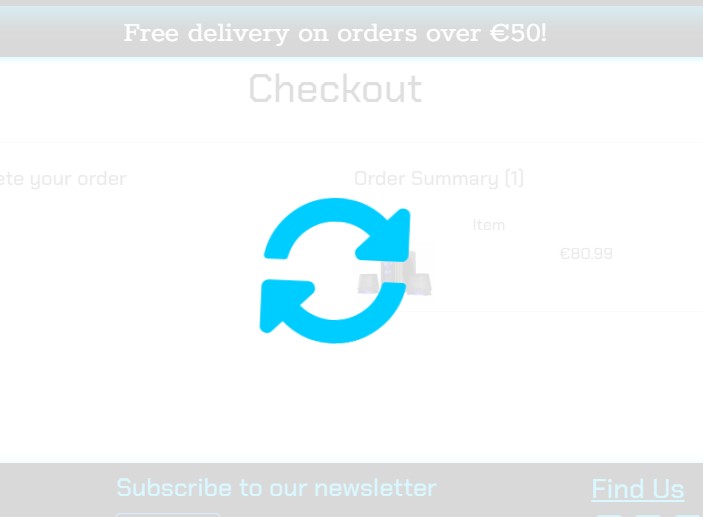 Free delivery on orders over €50!
Checkout
ete your order
Order Summary (1)
Item
€80.99
Subscribe to our newsletter
Find Us